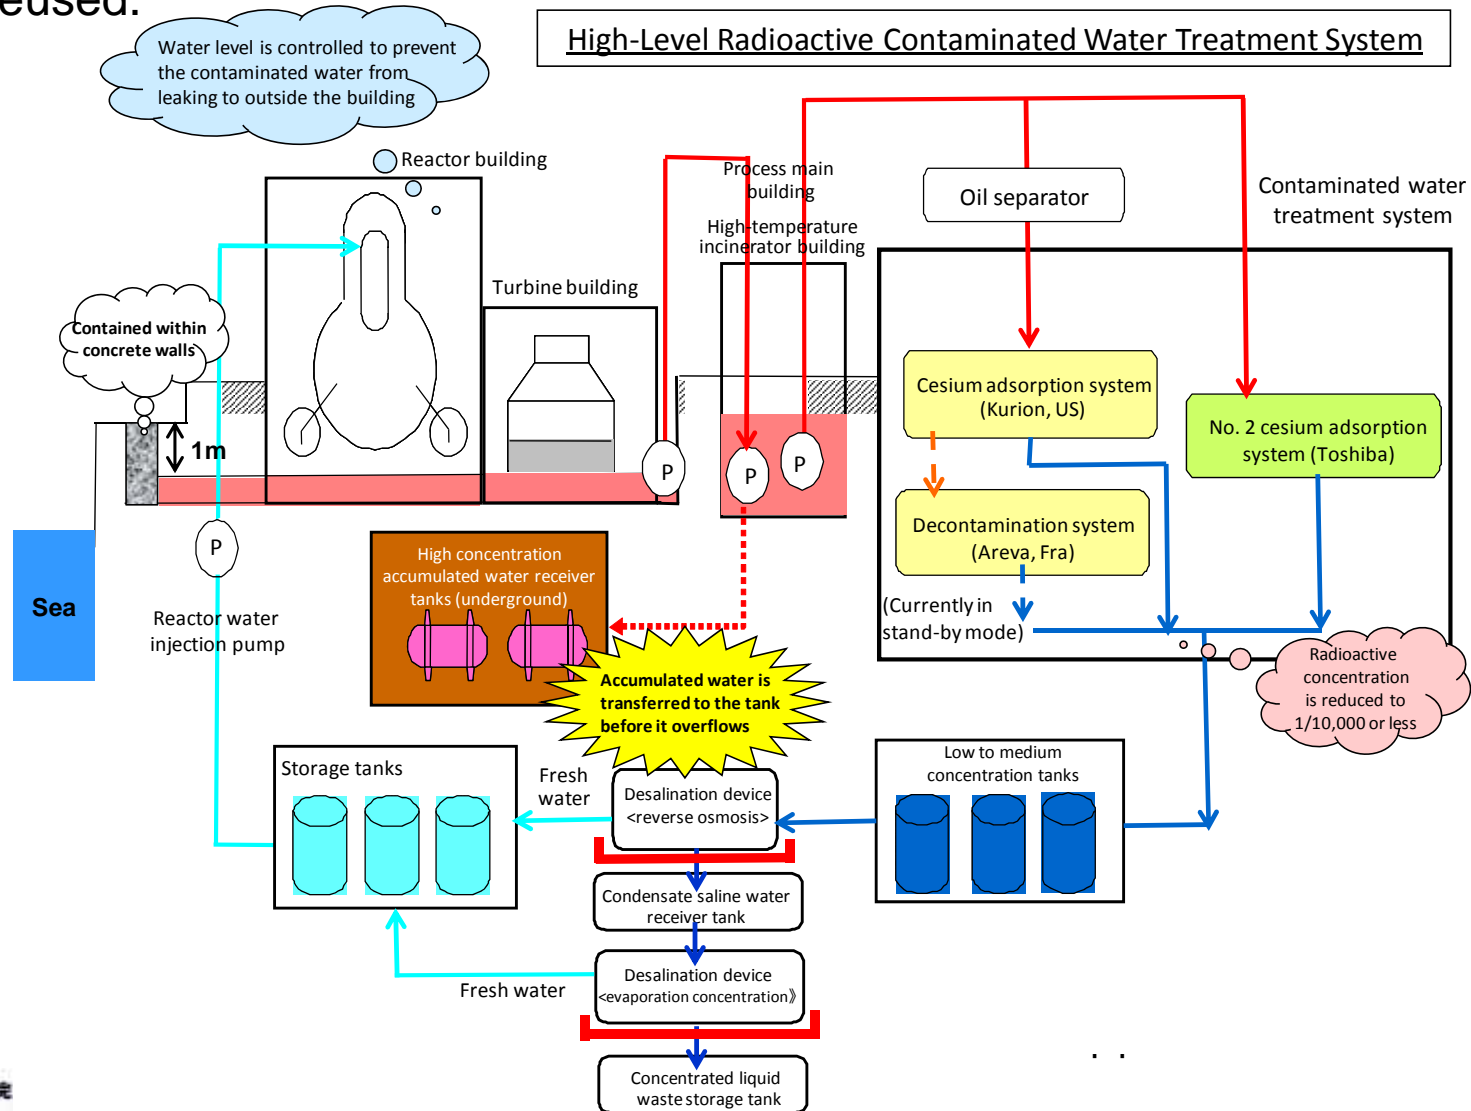 eused.
High-Level Radioactive Contaminated Water Treatment System
Water level is controlled to prevent
the contaminated water from
leaking to outside the building
Reactor building
Process main
building
High-temperature
incinerator building
Oil separator
Contaminated water
treatment system
Turbine building
Contained within
concrete walls
1m
Cesium adsorption system
(Kurion, US)
No. 2 cesium adsorption
system (Toshiba)
P
P
P
Decontamination system
(Areva, Fra)
(Currently in
stand-by mode)
P
Sea
Reactor water
injection pump
High concentration
accumulated water receiver
tanks (underground)
Accumulated water is
transferred to the tank
before it overflows
Radioactive
concentration
is reduced to
1/10,000 or less
Storage tanks
Fresh
water
Desalination device
<reverse osmosis>
Low to medium
concentration tanks
Condensate saline water
receiver tank
Fresh water
Desalination device
<evaporation concentration》
Concentrated liquid
waste storage tank